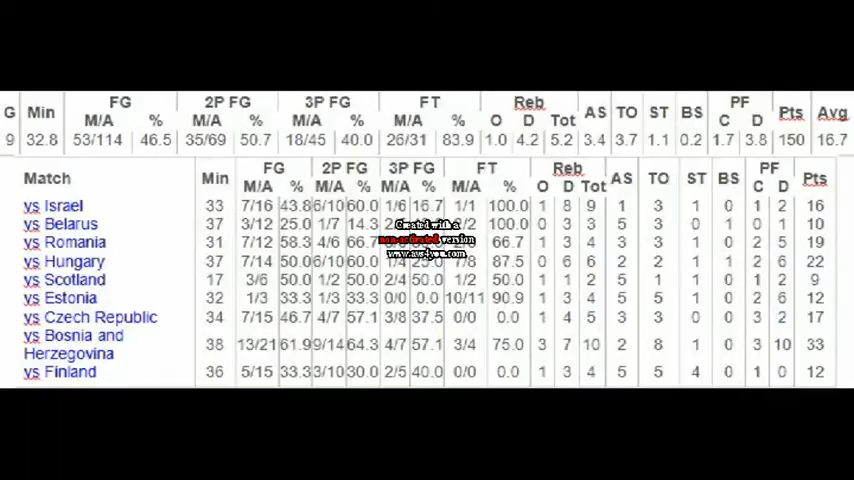 G Min FG 2P FG 3P FG FT Reb AS TO ST BS PF Pts Avg
M/A % M/A % M/A % M/A % O D Tot C D
9 32.8 53/114 46.5 35/69 50.7 18/45 40.0 26/31 83.9 1.0 4.2 5.2 3.4 3.7 1.1 0.2 1.7 3.8 150 16.7
Match Min FG 2P FG 3P FG FT Reb AS TO ST BS PF Pts
M/A % M/A % M/A % M/A % O D Tot C D
vs Israel 33 7/16 43.8 6/10 60.0 1/6 16.7 1/1 100.0 1 8 9 1 3 1 0 1 2 16
vs Belarus 37 3/12 25.0 1/7 14.3 100.0 0 3 3 5 3 0 1 0 1 10
Created with a
vs Romania 31 7/12 58.3 4/6 66.7 66.7 1 3 4 3 3 1 0 2 5 19
non-activated version
vs Hungary 37 7/14 50.0 6/10 60.0 1/4 25.0 7/8 87.5 0 6 6 2 2 1 1 2 6 22
www.avs4you.com
vs Scotland 17 3/6 50.0 1/2 50.0 2/4 50.0 1/2 50.0 1 1 2 5 1 1 0 1 2 9
vs Estonia 32 1/3 33.3 1/3 33.3 0/0 0.0 10/11 90.9 1 3 4 5 5 1 0 2 6 12
vs Czech Republic 34 7/15 46.7 4/7 57.1 3/8 37.5 0/0 0.0 1 4 5 3 3 0 0 3 2 17
vs Bosnia and
Herzegovina 38 13/21 61.9 9/14 64.3 4/7 57.1 3/4 75.0 3 7 10 2 8 1 0 3 10 33
vs Finland 36 5/15 33.3 3/10 30.0 2/5 40.0 0/0 0.0 1 3 4 5 5 4 0 1 0 12